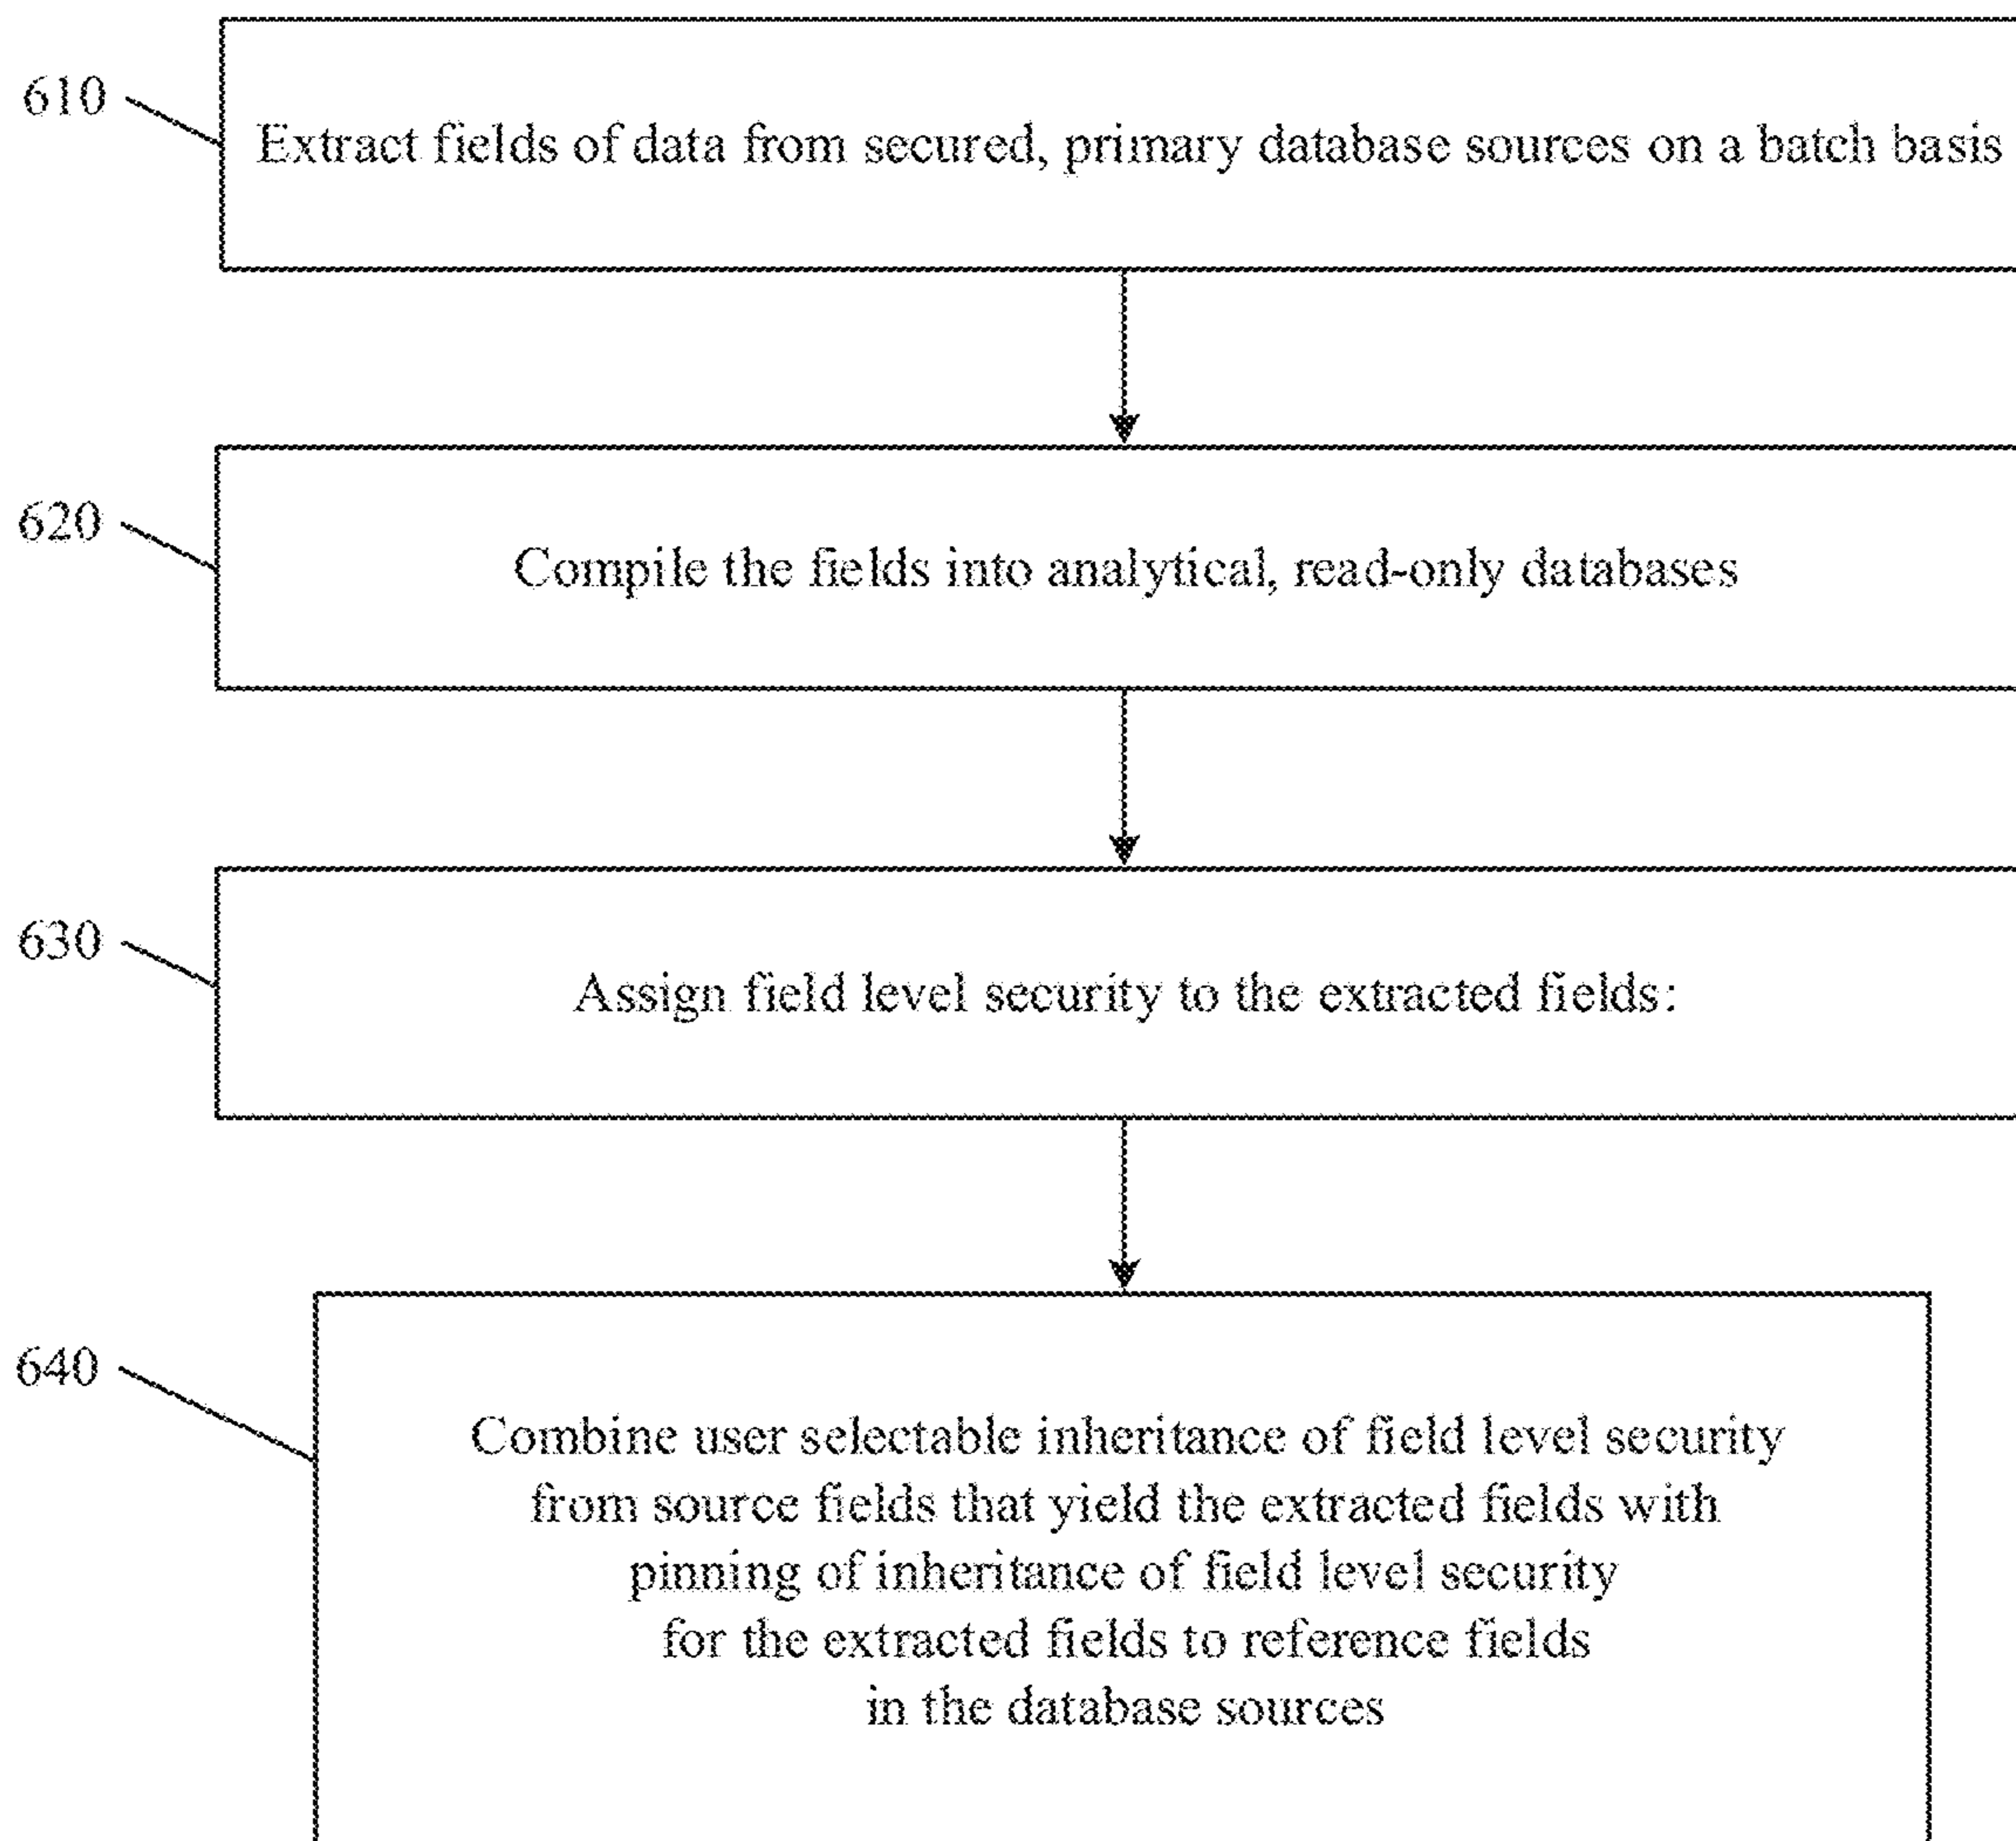 610
Extract fields of data from secured, primary database sources on a batch basis
620
Compile the fields into analytical, read-only databases
630
Assign field level security to the extracted fields:
640
Combine user selectable inheritance of field level security
from source fields that yield the extracted fields with
pinning of inheritance of field level security
for the extracted fields to reference fields
in the database sources